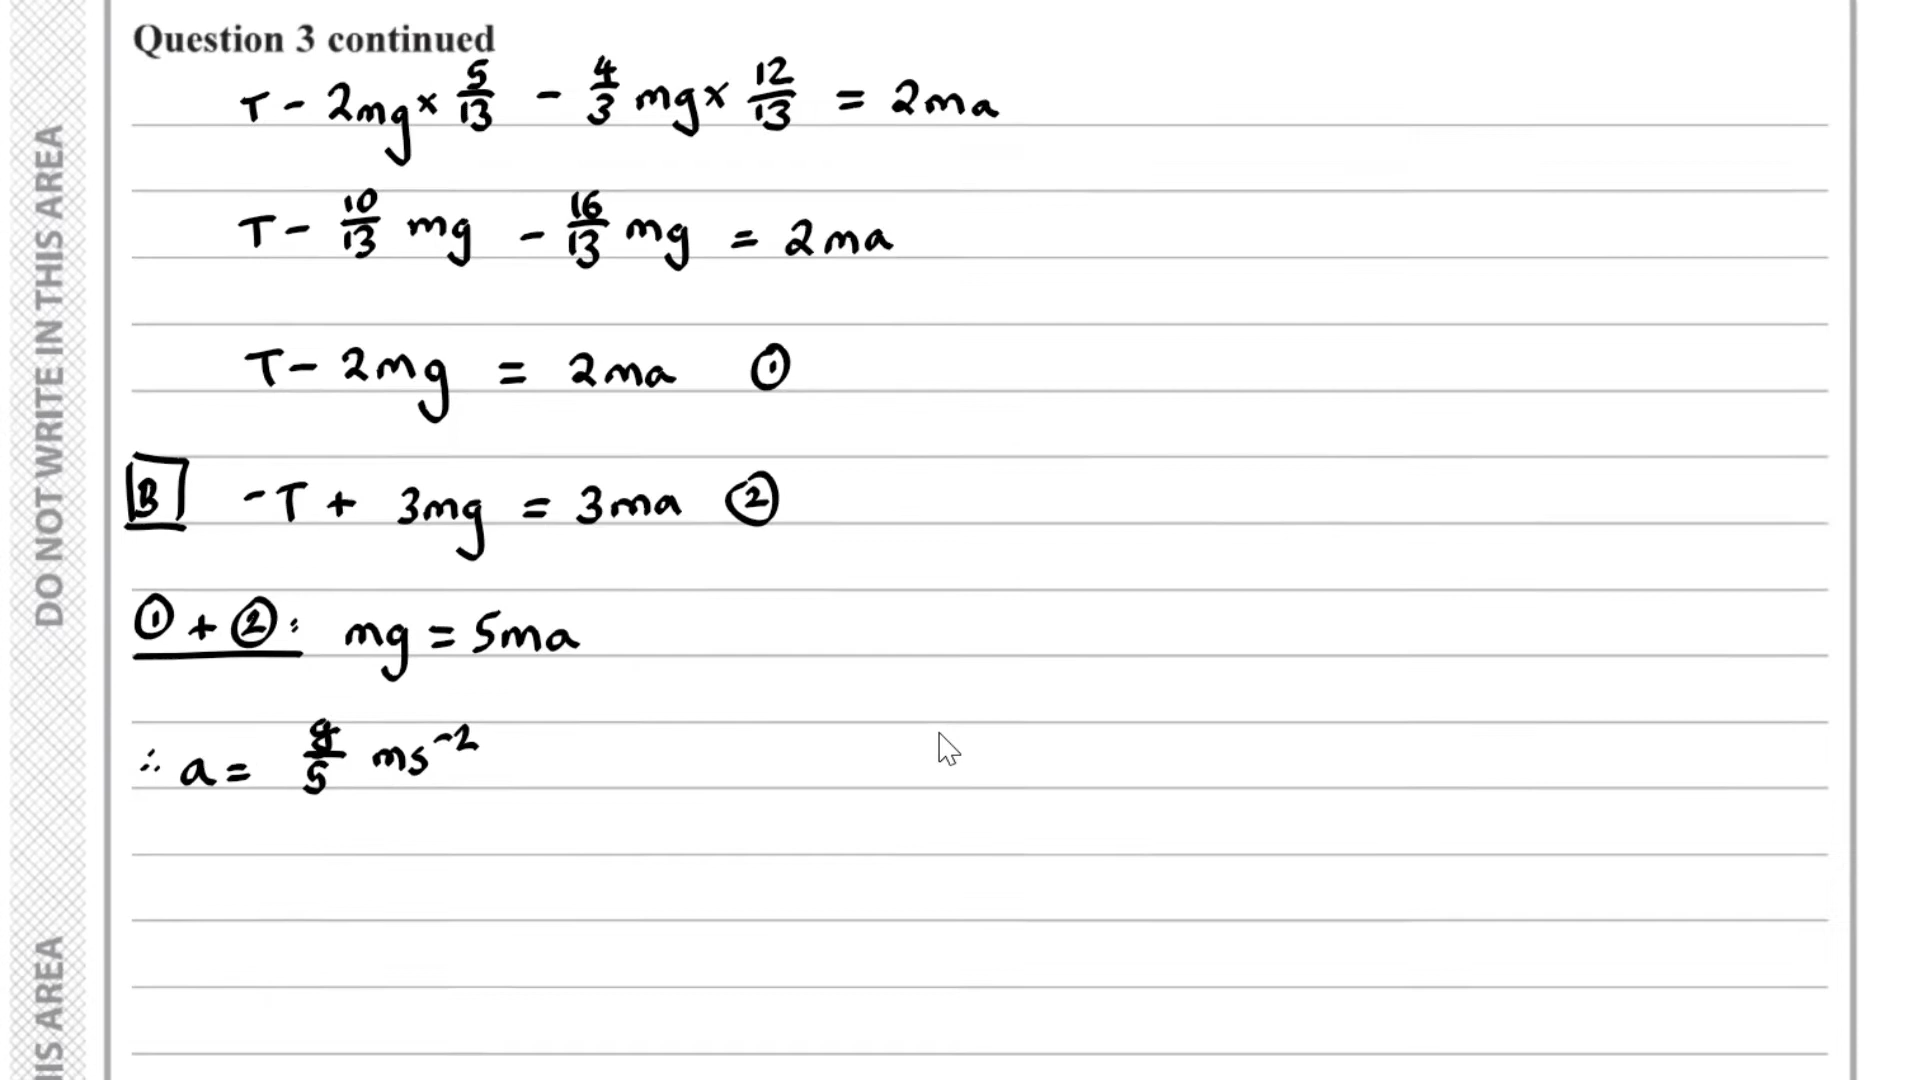 Question 3 continued
T - 2mg × 5/13 - 4/3 mg × 12/13 = 2ma
T - 10/13 mg - 16/13 mg = 2ma
T - 2mg = 2ma ①
B -T + 3mg = 3ma ②
① + ②: mg = 5ma
∴ a = g/5 ms⁻²
DO NOT WRITE IN THIS AREA
IS AREA